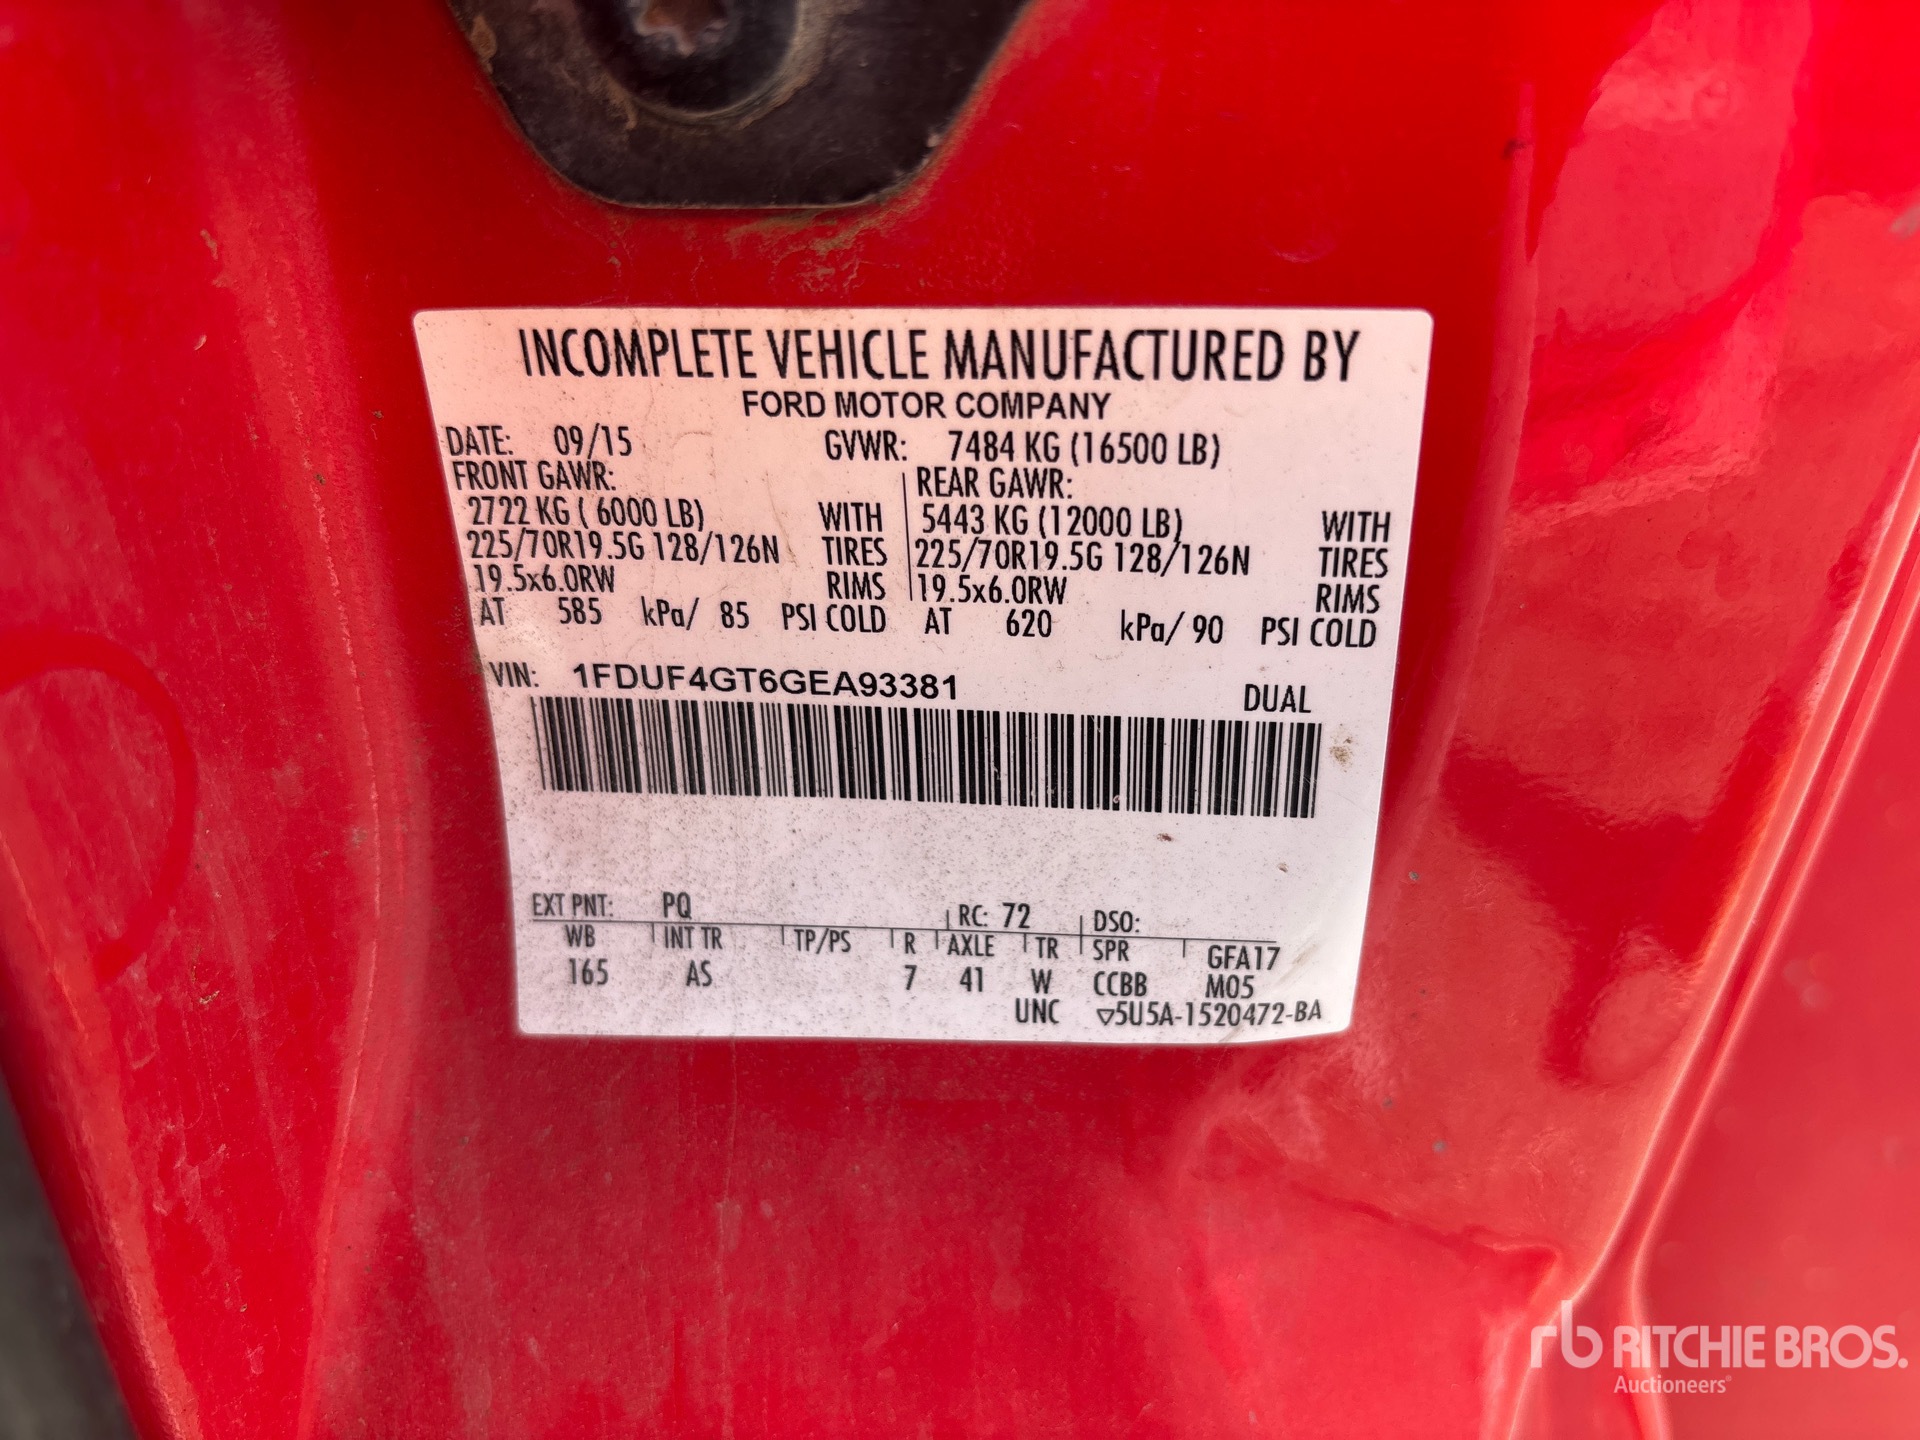 INCOMPLETE VEHICLE MANUFACTURED BY
FORD MOTOR COMPANY
DATE: 09/15 GVWR: 7484 KG (16500 LB)
FRONT GAWR: REAR GAWR:
2722 KG ( 6000 LB) WITH 5443 KG (12000 LB) WITH
225/70R19.5G 128/126N TIRES 225/70R19.5G 128/126N TIRES
19.5x6.0RW RIMS 19.5x6.0RW RIMS
AT 585 kPa/ 85 PSI COLD AT 620 kPa/ 90 PSI COLD
VIN: 1FDUF4GT6GEA93381 DUAL
EXT PNT: PQ RC: 72 DSO:
WB INT TR TP/PS R AXLE TR SPR GFA17
165 AS 7 41 W CCBB M05
UNC ▽5U5A-1520472-BA
rb RITCHIE BROS.
Auctioneers®